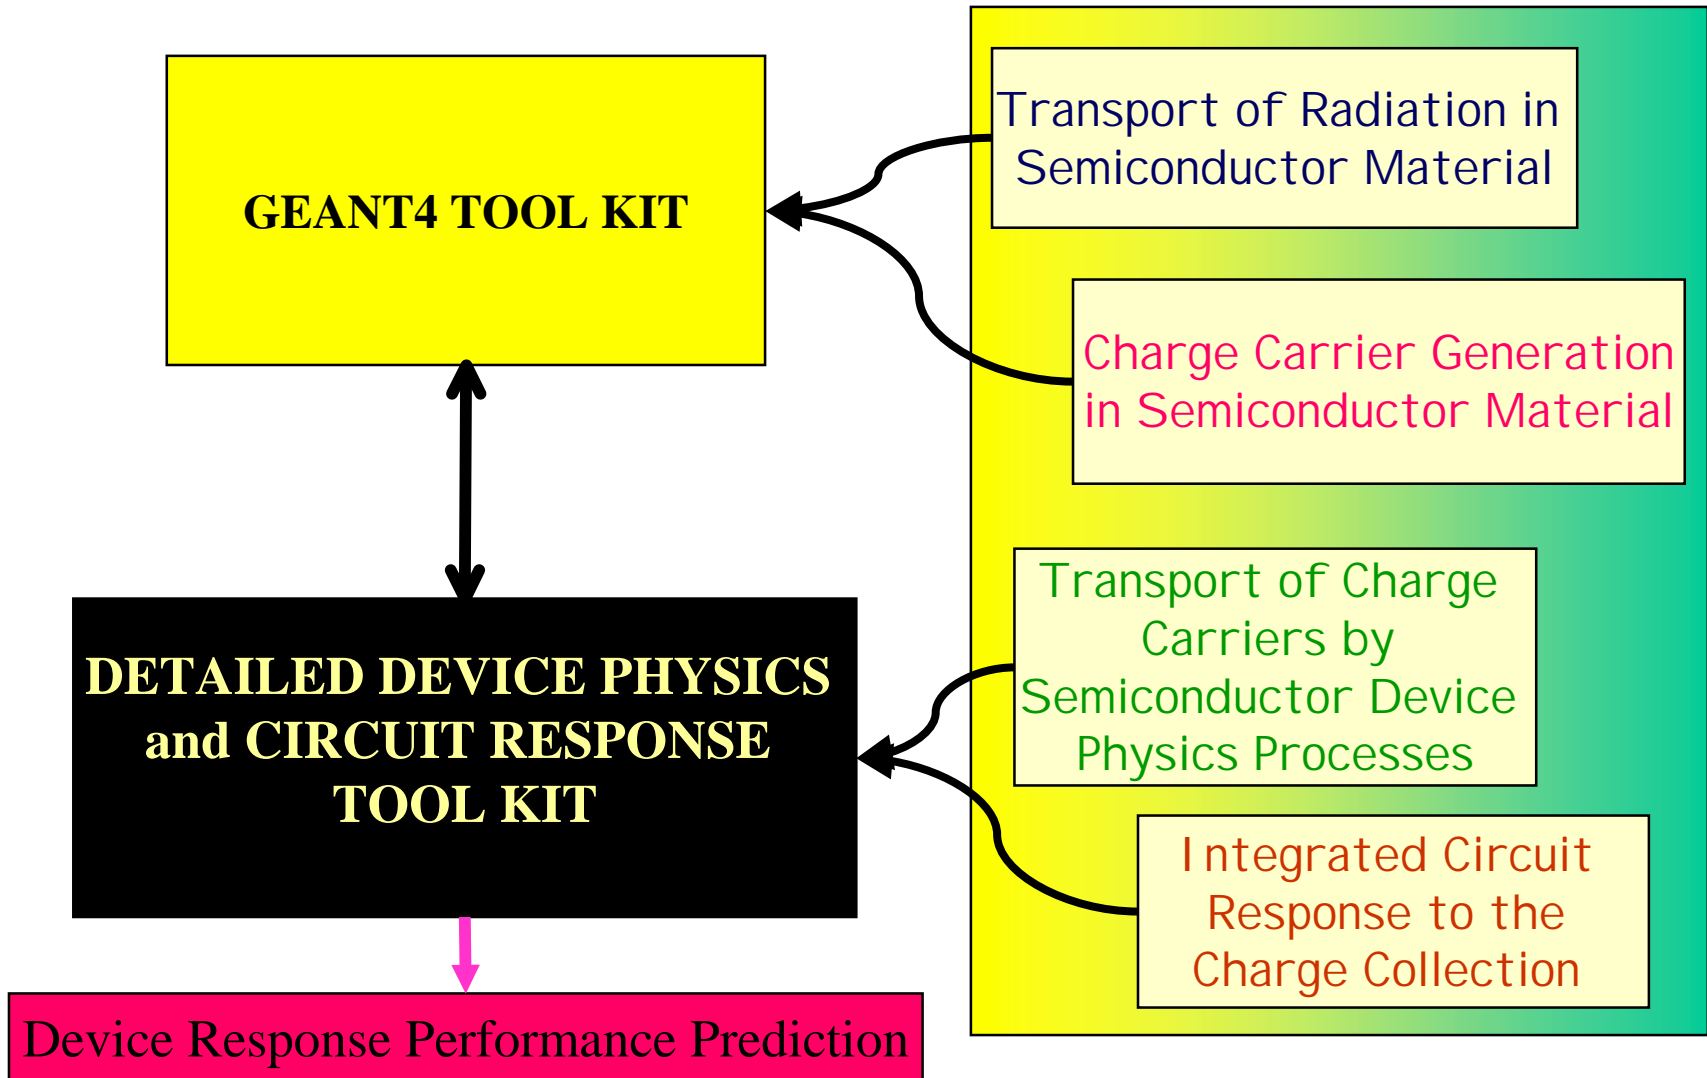 GEANT4 TOOL KIT
Transport of Radiation in
Semiconductor Material
Charge Carrier Generation
in Semiconductor Material
DETAILED DEVICE PHYSICS
and CIRCUIT RESPONSE
TOOL KIT
Transport of Charge
Carriers by
Semiconductor Device
Physics Processes
Integrated Circuit
Response to the
Charge Collection
Device Response Performance Prediction